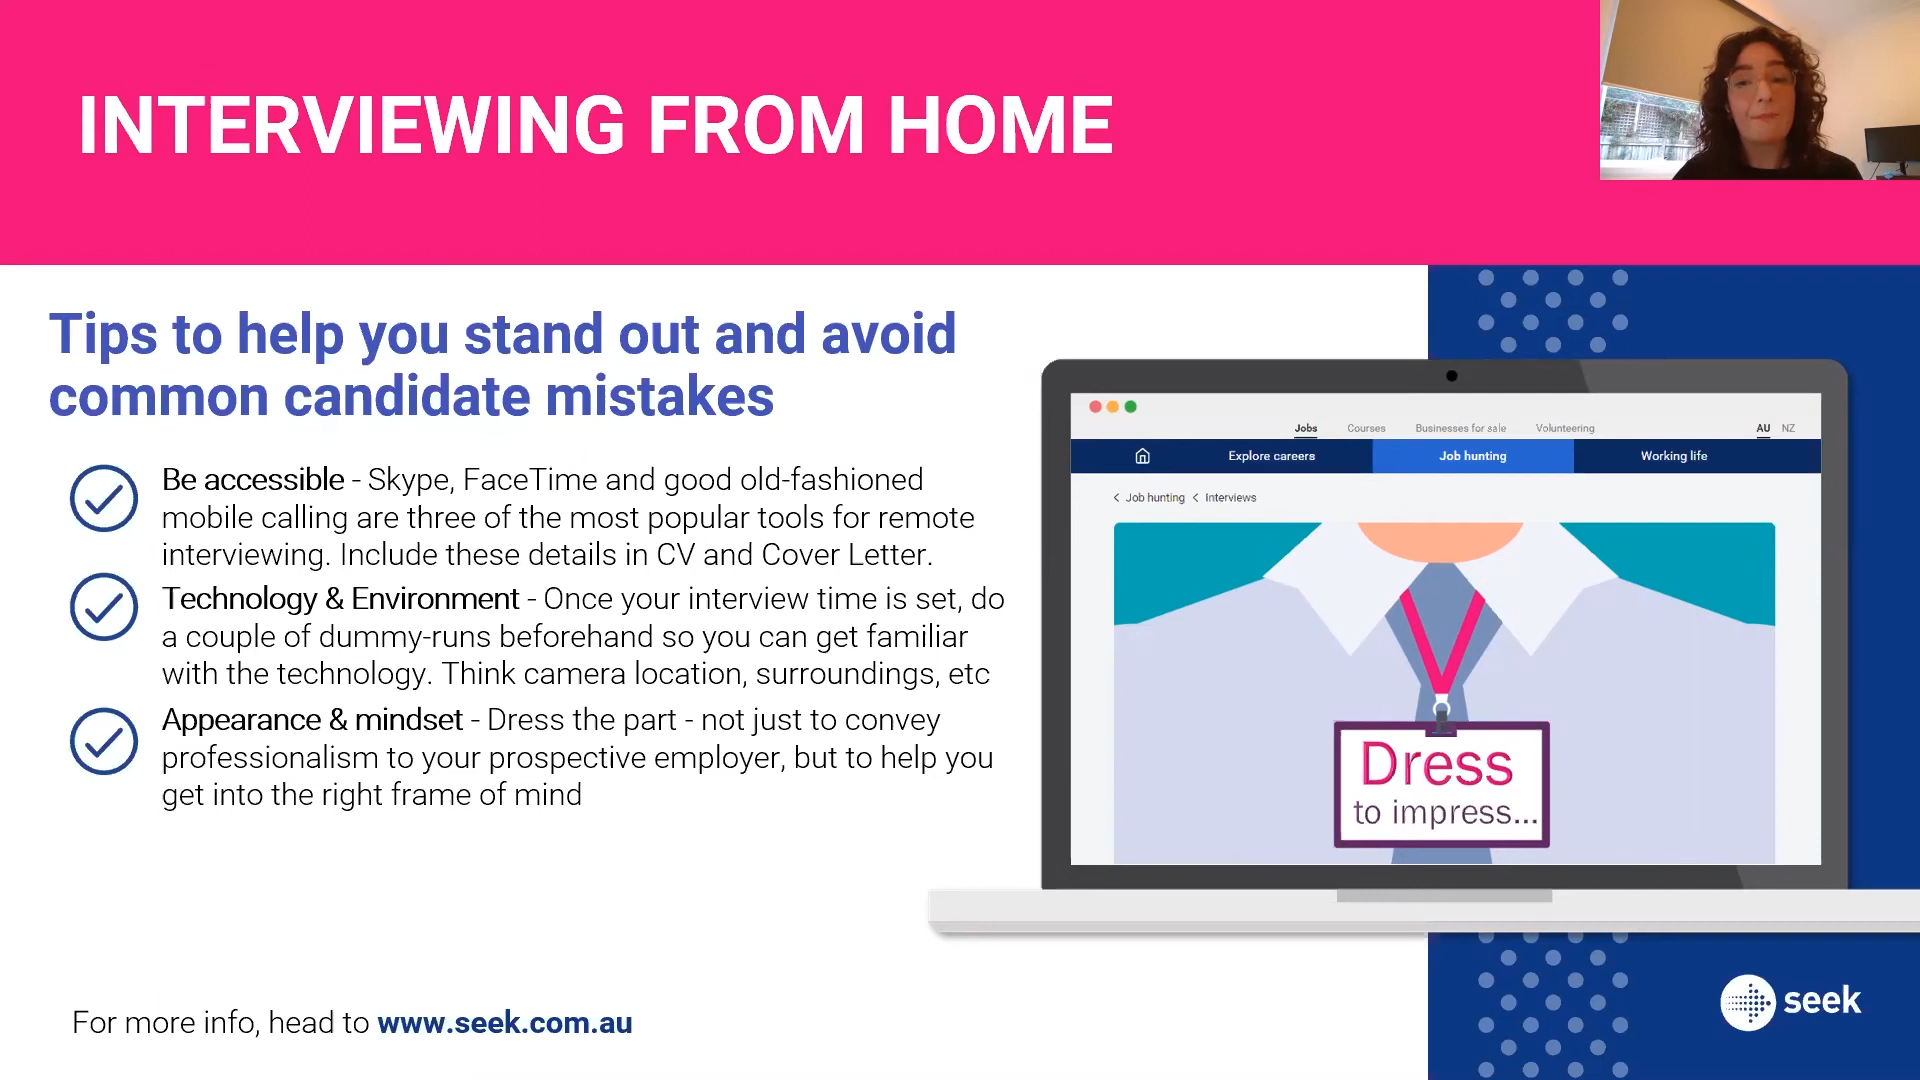 INTERVIEWING FROM HOME
Tips to help you stand out and avoid
common candidate mistakes
Be accessible - Skype, FaceTime and good old-fashioned
mobile calling are three of the most popular tools for remote
interviewing. Include these details in CV and Cover Letter.
Technology & Environment - Once your interview time is set, do
a couple of dummy-runs beforehand so you can get familiar
with the technology. Think camera location, surroundings, etc
Appearance & mindset - Dress the part - not just to convey
professionalism to your prospective employer, but to help you
get into the right frame of mind
For more info, head to www.seek.com.au
Jobs Courses Businesses for sale Volunteering AU NZ
Explore careers Job hunting Working life
< Job hunting < Interviews
Dress
to impress...
seek